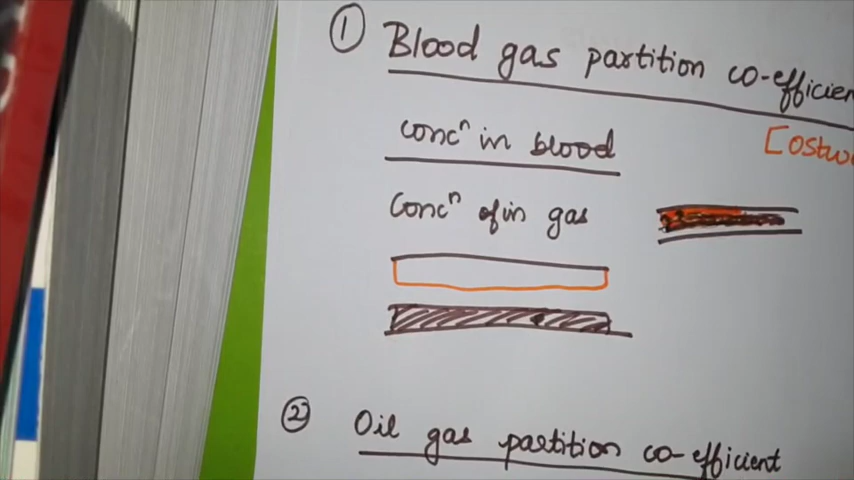 ① Blood gas partition co-efficien
concⁿ in blood
[Ostw
Concⁿ of in gas
② Oil gas partition co-efficient